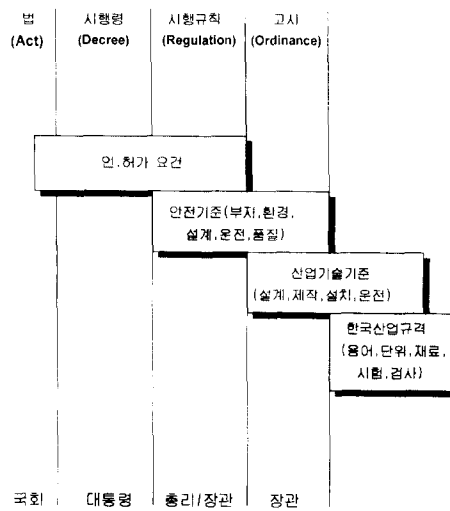 법 시행령 시행규칙 고시
(Act) (Decree) (Regulation) (Ordinance)
인.허가 요건
안전기준(부지,환경,
설계,운전,품질)
산업기술기준
(설계,제작,설치,운전)
한국산업규격
(용어,단위,재료,
시험,검사)
국회 대통령 총리/장관 장관